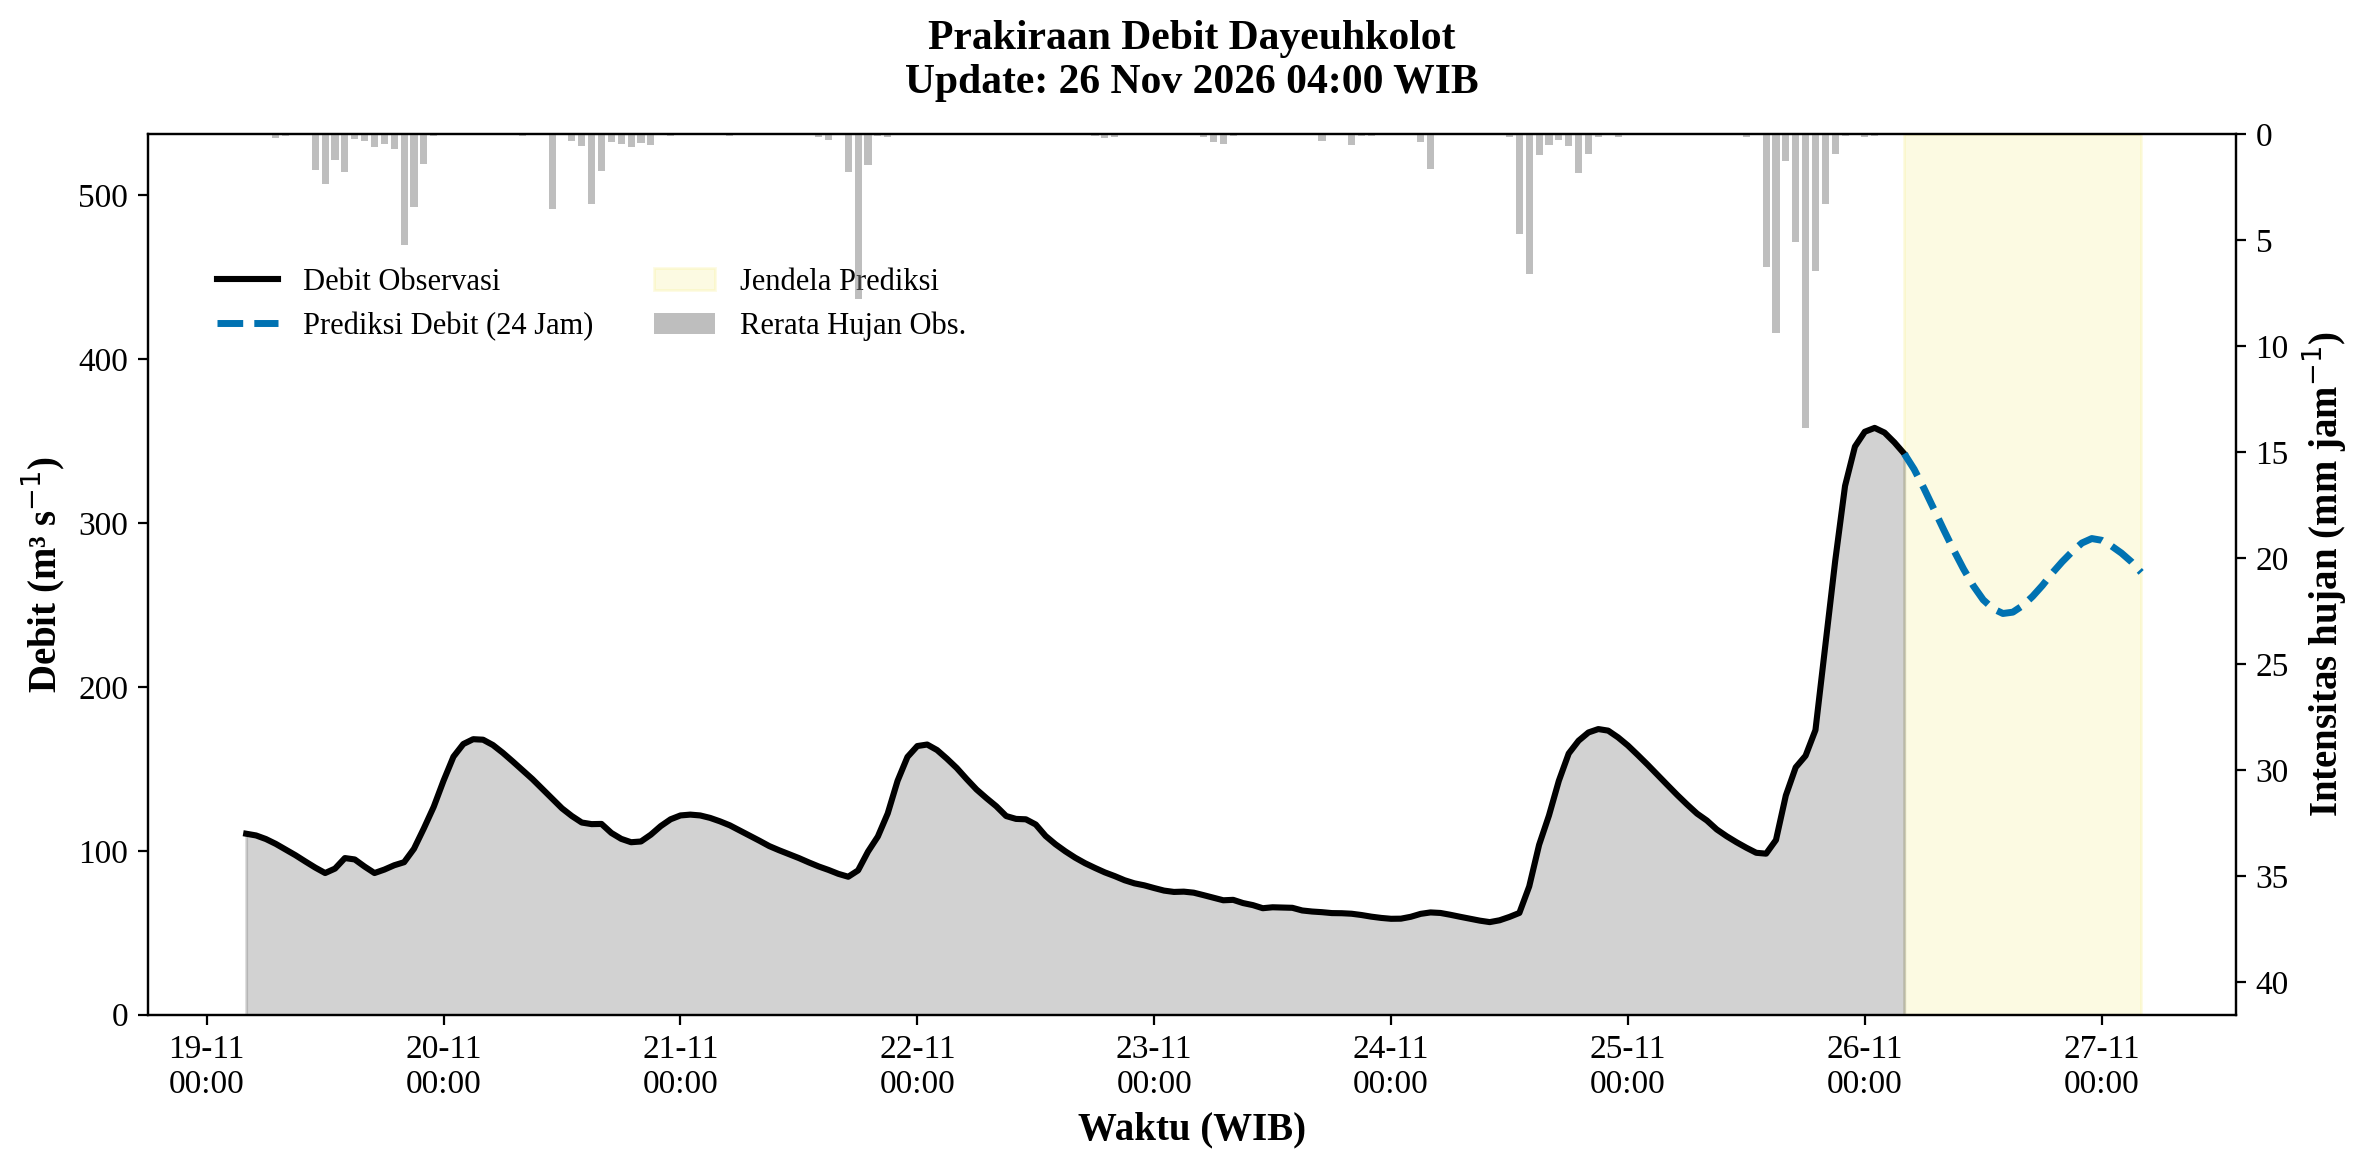 Prakiraan Debit Dayeuhkolot
Update: 26 Nov 2026 04:00 WIB
Debit (m³ s⁻¹)
500
400
300
200
100
0
Debit Observasi
Prediksi Debit (24 Jam)
Jendela Prediksi
Rerata Hujan Obs.
0
5
10
15
20
25
30
35
40
Intensitas hujan (mm jam⁻¹)
19-11 20-11 21-11 22-11 23-11 24-11 25-11 26-11 27-11
00:00 00:00 00:00 00:00 00:00 00:00 00:00 00:00 00:00
Waktu (WIB)